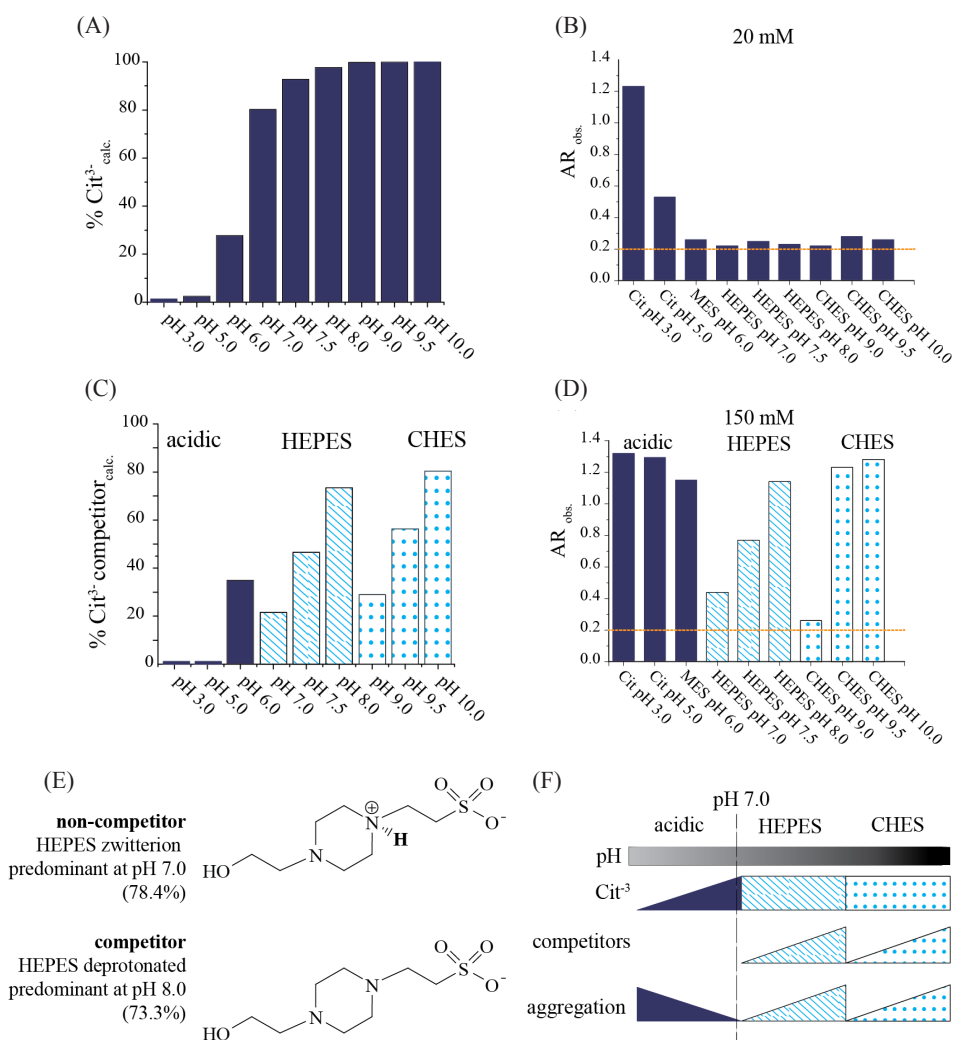 (A)
% Cit³⁻calc.
100
80
60
40
20
0
pH 3.0
pH 5.0
pH 6.0
pH 7.0
pH 7.5
pH 8.0
pH 9.0
pH 9.5
pH 10.0
(B)
20 mM
AR obs.
1.4
1.2
1.0
0.8
0.6
0.4
0.2
0.0
Cit pH 3.0
Cit pH 5.0
MES pH 6.0
HEPES pH 7.0
HEPES pH 7.5
HEPES pH 8.0
CHES pH 9.0
CHES pH 9.5
CHES pH 10.0
(C)
% Cit³⁻ competitor calc.
100
80
60
40
20
0
acidic
HEPES
CHES
pH 3.0
pH 5.0
pH 6.0
pH 7.0
pH 7.5
pH 8.0
pH 9.0
pH 9.5
pH 10.0
(D)
150 mM
acidic
HEPES
CHES
AR obs.
1.4
1.2
1.0
0.8
0.6
0.4
0.2
0.0
Cit pH 3.0
Cit pH 5.0
MES pH 6.0
HEPES pH 7.0
HEPES pH 7.5
HEPES pH 8.0
CHES pH 9.0
CHES pH 9.5
CHES pH 10.0
(E)
non-competitor
HEPES zwitterion
predominant at pH 7.0
(78.4%)
HO
N
⊕
N
H
O
O
S
O⁻
competitor
HEPES deprotonated
predominant at pH 8.0
(73.3%)
HO
N
N
O
O
S
O⁻
(F)
pH 7.0
acidic
HEPES
CHES
pH
Cit⁻³
competitors
aggregation